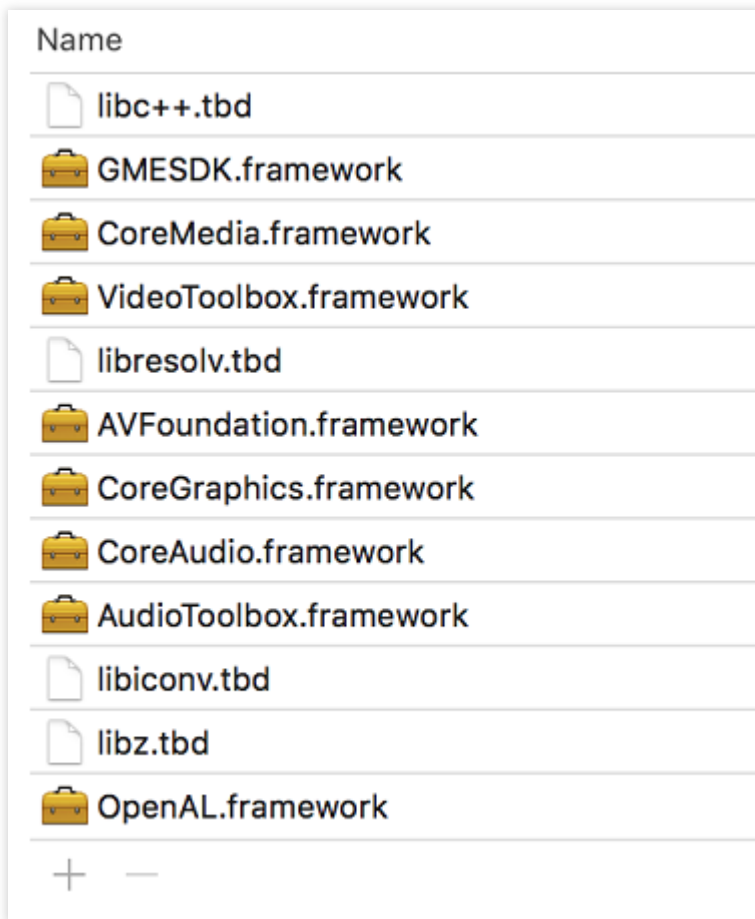 Name
libc++.tbd
GMESDK.framework
CoreMedia.framework
VideoToolbox.framework
libresolv.tbd
AVFoundation.framework
CoreGraphics.framework
CoreAudio.framework
AudioToolbox.framework
libiconv.tbd
libz.tbd
OpenAL.framework